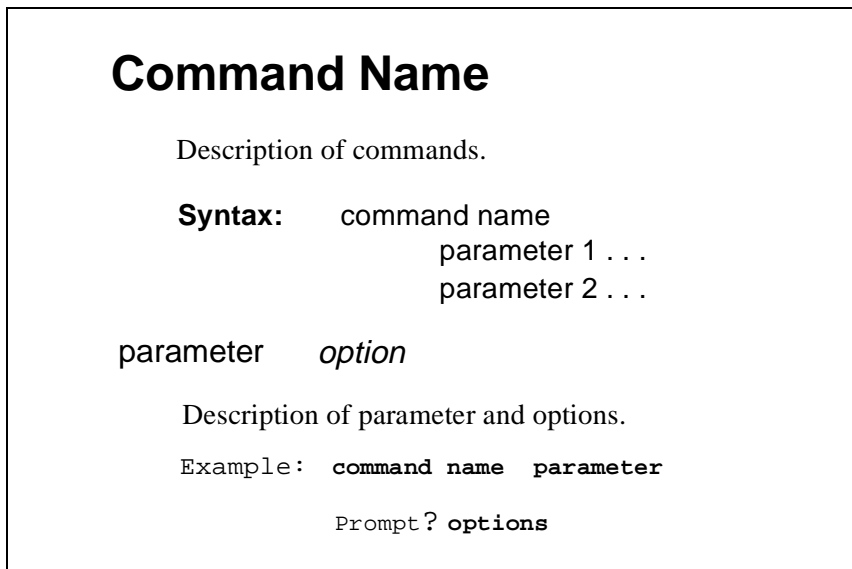 Command Name
Description of commands.
Syntax: command name
parameter 1 . . .
parameter 2 . . .
parameter option
Description of parameter and options.
Example: command name parameter
Prompt? options